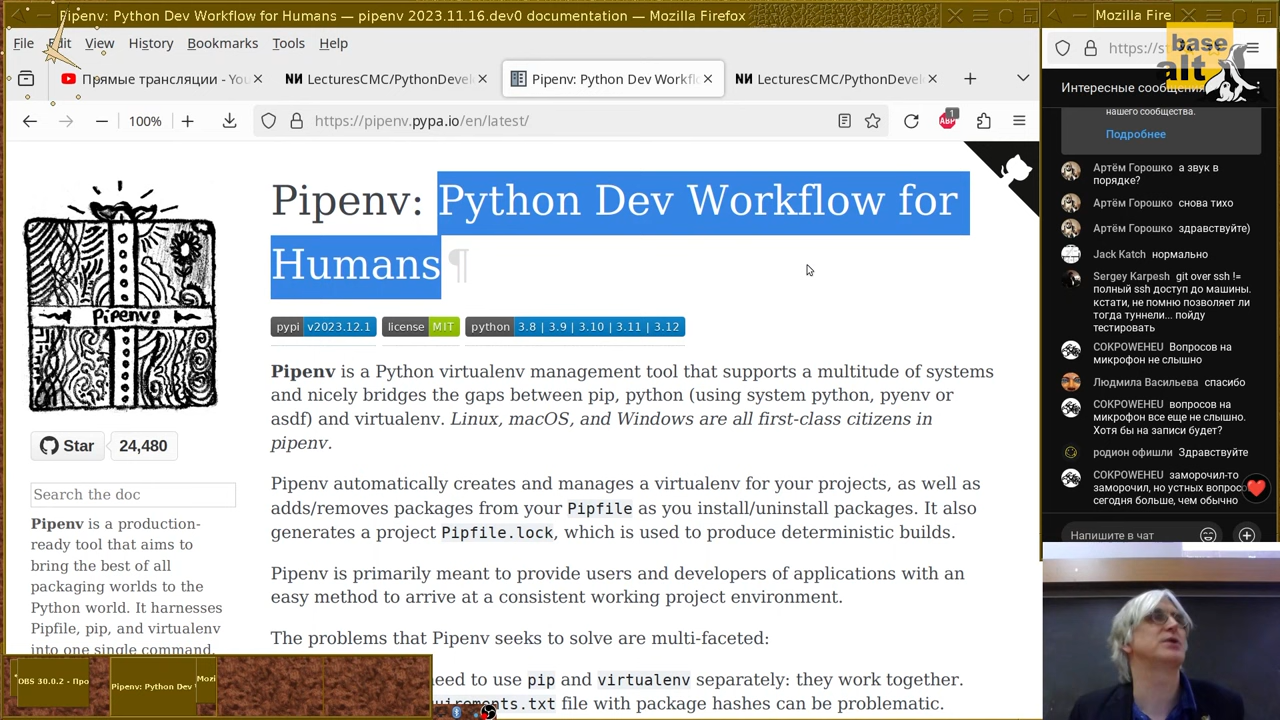 Pipenv: Python Dev Workflow for Humans — pipenv 2023.11.16.dev0 documentation — Mozilla Firefox
File Edit View History Bookmarks Tools Help
Прямые трансляции - You
LecturesCMC/PythonDevel
Pipenv: Python Dev Workfl
LecturesCMC/PythonDevel
100%
https://pipenv.pypa.io/en/latest/
ABP
1
Pipenv!
Star 24,480
Search the doc
Pipenv is a production-
ready tool that aims to
bring the best of all
packaging worlds to the
Python world. It harnesses
Pipfile, pip, and virtualenv
into one single command.
Pipenv: Python Dev Workflow for
Humans¶
pypi v2023.12.1 license MIT python 3.8 | 3.9 | 3.10 | 3.11 | 3.12
Pipenv is a Python virtualenv management tool that supports a multitude of systems
and nicely bridges the gaps between pip, python (using system python, pyenv or
asdf) and virtualenv. Linux, macOS, and Windows are all first-class citizens in
pipenv.
Pipenv automatically creates and manages a virtualenv for your projects, as well as
adds/removes packages from your Pipfile as you install/uninstall packages. It also
generates a project Pipfile.lock, which is used to produce deterministic builds.
Pipenv is primarily meant to provide users and developers of applications with an
easy method to arrive at a consistent working project environment.
The problems that Pipenv seeks to solve are multi-faceted:
need to use pip and virtualenv separately: they work together.
file with package hashes can be problematic.
OBS 30.0.2 - Про
Pipenv: Python Dev
Mozi
Mozilla Fire
https://st
base
alt
Интересные сообщения
нашего сообщества.
Подробнее
Артём Горошко а звук в
порядке?
Артём Горошко снова тихо
Артём Горошко здравствуйте)
Jack Katch нормально
Sergey Karpesh git over ssh !=
полный ssh доступ до машины.
кстати, не помню позволяет ли
тогда туннели... пойду
тестировать
COKPOWEHEU Вопросов на
микрофон не слышно
Людмила Васильева спасибо
COKPOWEHEU вопросов на
микрофон все еще не слышно.
Хотя бы на записи будет?
родион офишли Здравствуйте
COKPOWEHEU заморочил-то
заморочил, но устных вопрос
сегодня больше, чем обычно
Напишите в чат